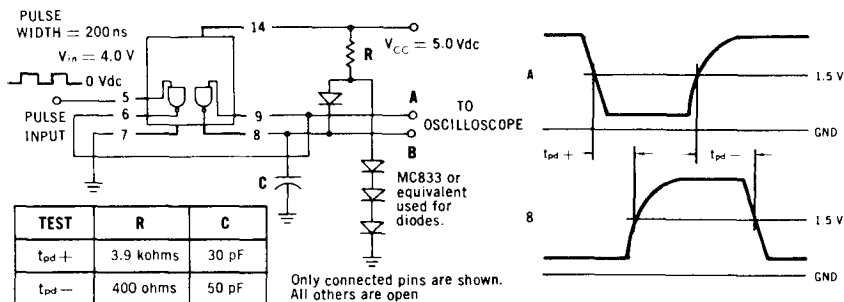 PULSE
WIDTH = 200 ns
V_in = 4.0 V
0 Vdc
PULSE
INPUT
5
6
7
14
9
8
R
V_CC = 5.0 Vdc
A
TO
OSCILLOSCOPE
B
C
MC833 or
equivalent
used for
diodes.
TEST R C
t_pd+ 3.9 kohms 30 pF
t_pd− 400 ohms 50 pF
Only connected pins are shown.
All others are open
A
1.5 V
GND
t_pd+ t_pd−
B
1.5 V
GND